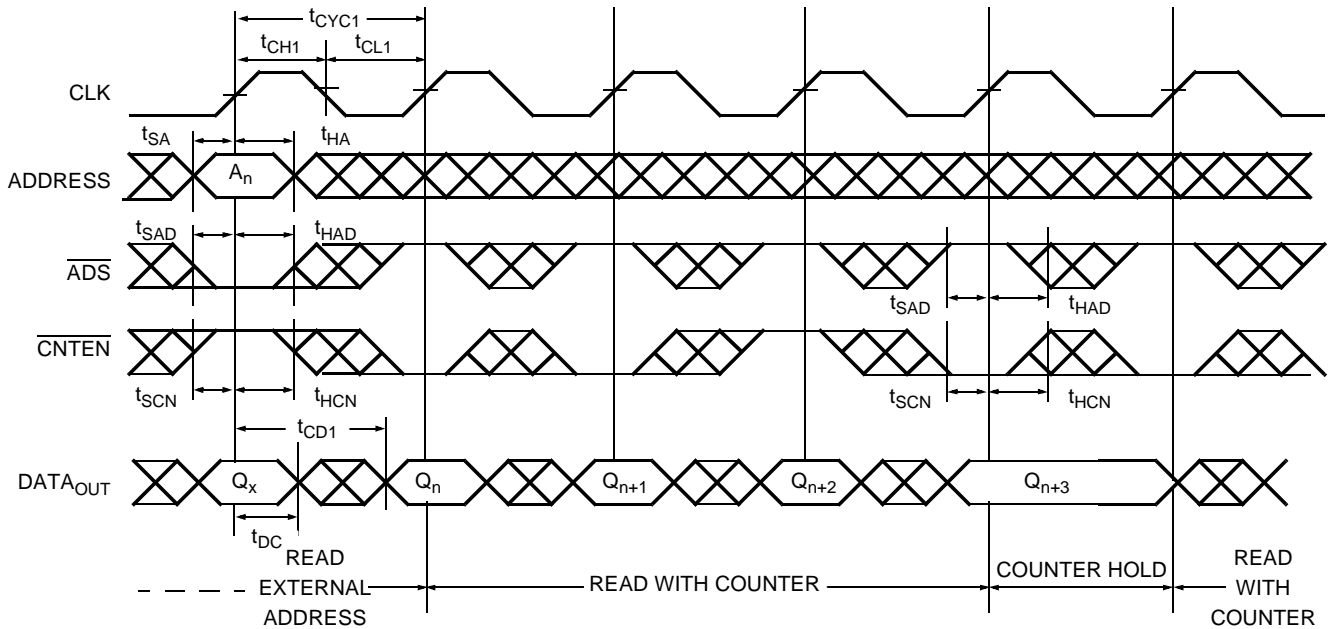 tCYC1
tCH1 tCL1
CLK
tSA tHA
ADDRESS An
tSAD tHAD
ADS
tSAD tHAD
CNTEN
tSCN tHCN tSCN tHCN
tCD1
DATAOUT Qx Qn Qn+1 Qn+2 Qn+3
tDC
READ
EXTERNAL
ADDRESS
READ WITH COUNTER
COUNTER HOLD
READ
WITH
COUNTER